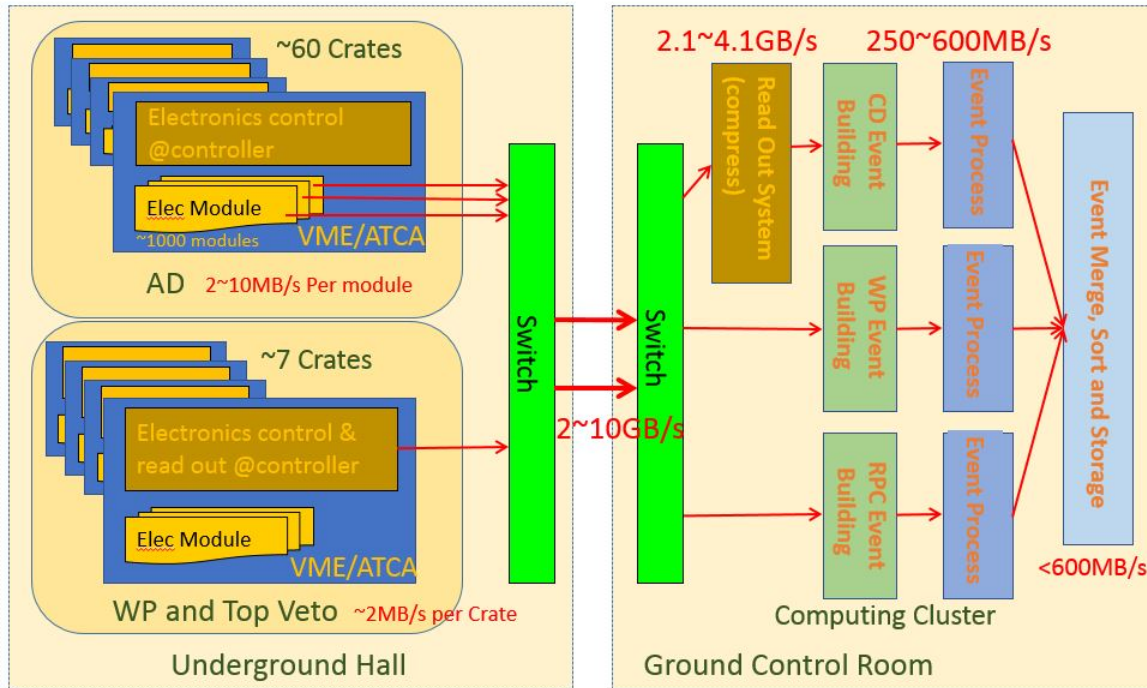 ~60 Crates
Electronics control
@controller
Elec Module
~1000 modules
VME/ATCA
AD
2~10MB/s Per module
~7 Crates
Electronics control &
read out @controller
Elec Module
VME/ATCA
WP and Top Veto
~2MB/s per Crate
Underground Hall
Switch
Switch
2~10GB/s
2.1~4.1GB/s
250~600MB/s
Read Out System
(compress)
CD Event
Building
Event Process
WP Event
Building
Event Process
RPC Event
Building
Event Process
Event Merge, Sort and Storage
<600MB/s
Computing Cluster
Ground Control Room